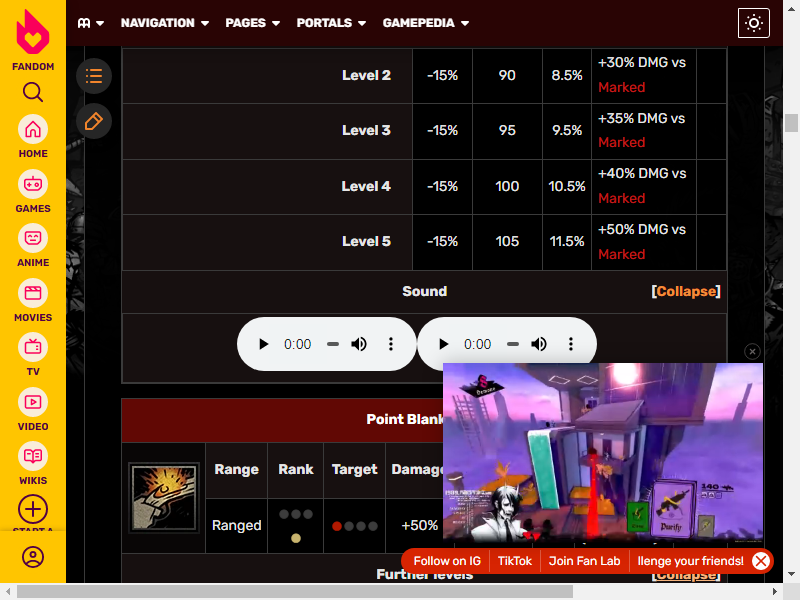 NAVIGATION PAGES PORTALS GAMEPEDIA
FANDOM
HOME
GAMES
ANIME
MOVIES
TV
VIDEO
WIKIS
START A
Level 2 -15% 90 8.5% +30% DMG vs Marked
Level 3 -15% 95 9.5% +35% DMG vs Marked
Level 4 -15% 100 10.5% +40% DMG vs Marked
Level 5 -15% 105 11.5% +50% DMG vs Marked
Sound [Collapse]
0:00 0:00
Point Blank
Range Rank Target Damage
Ranged +50%
140
Purify
Further levels [Collapse]
Follow on IG TikTok Join Fan Lab llenge your friends!